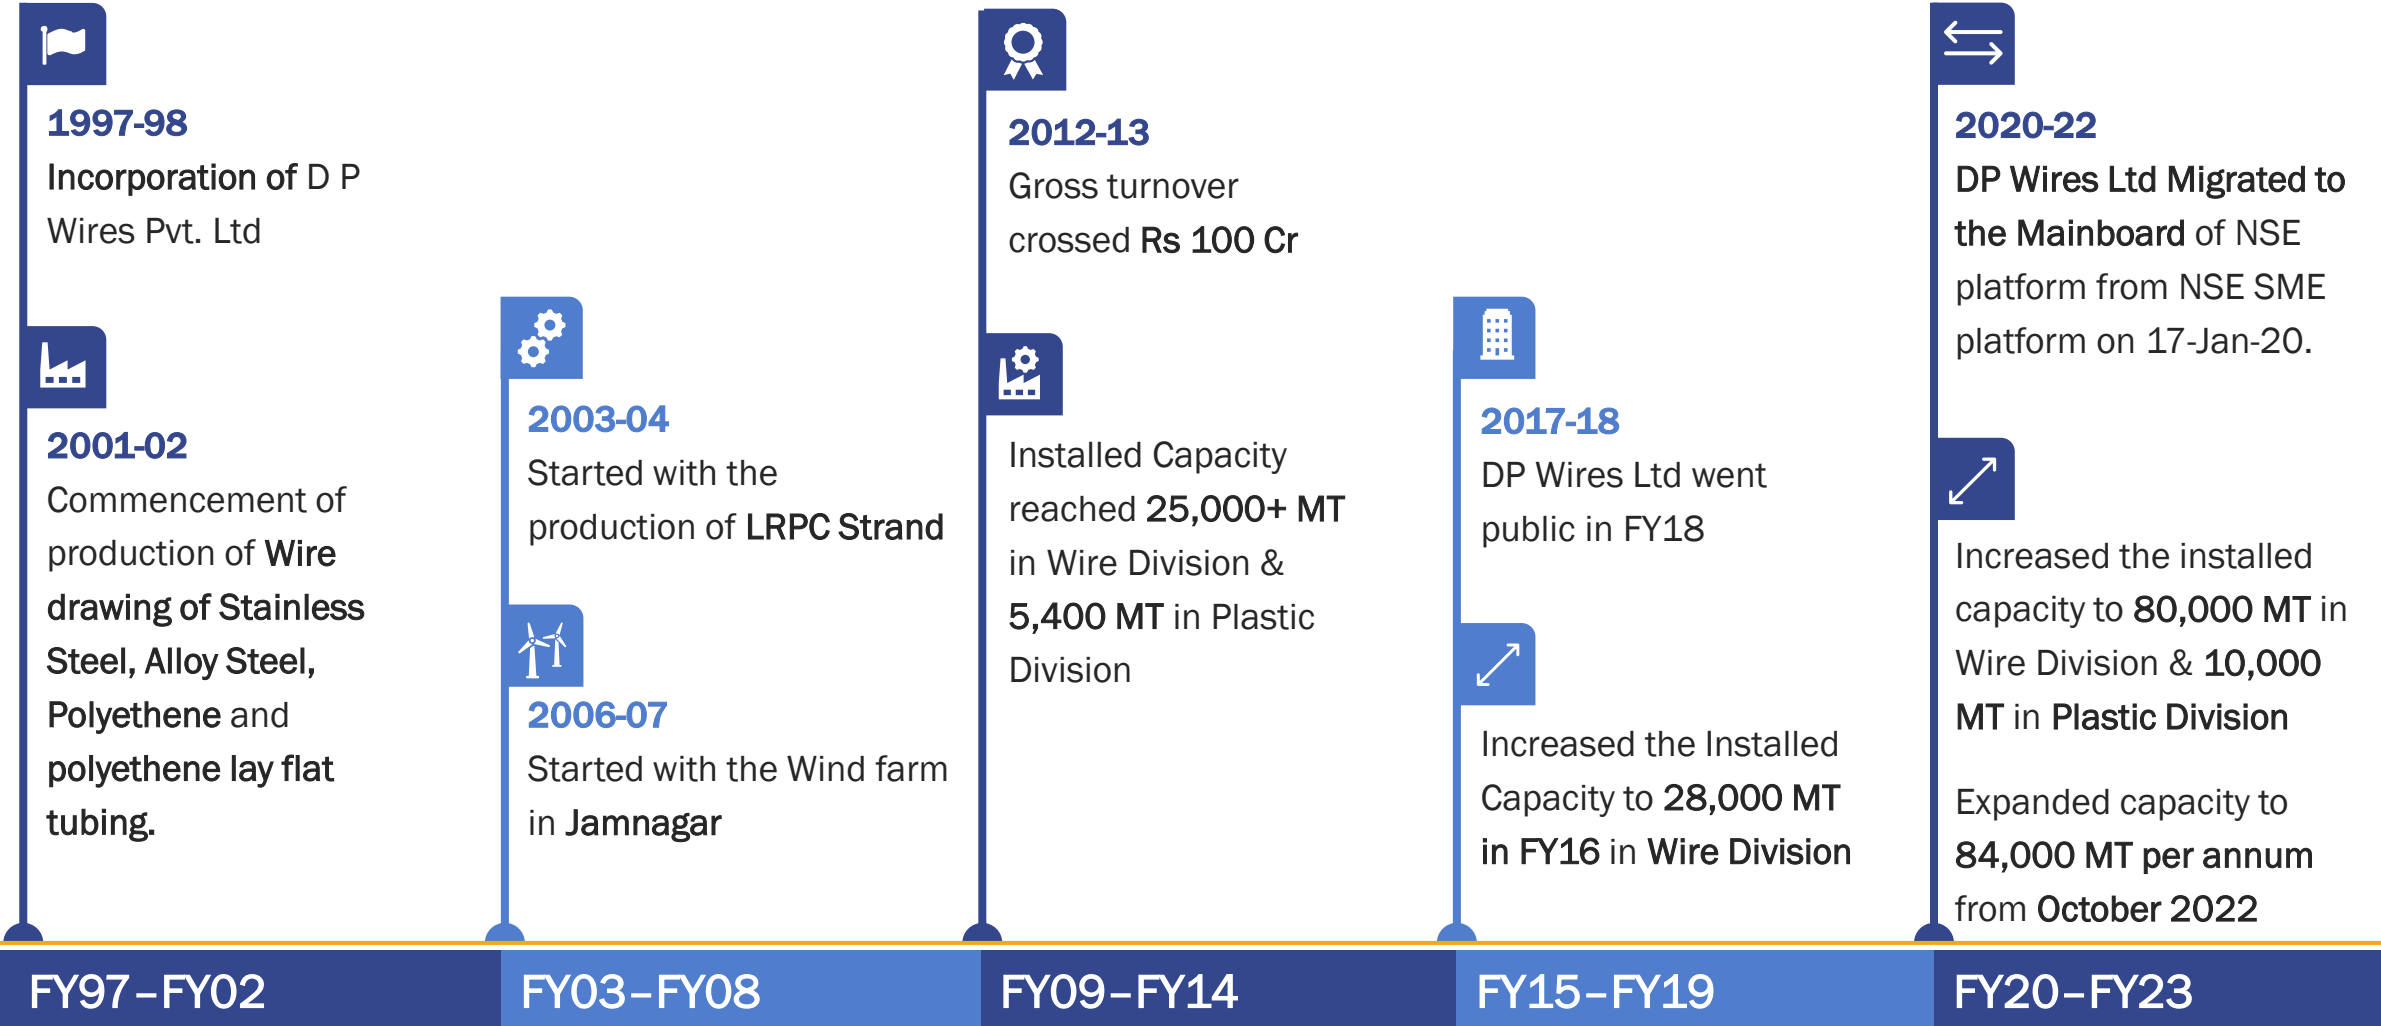 1997-98
Incorporation of D P
Wires Pvt. Ltd
2001-02
Commencement of
production of Wire
drawing of Stainless
Steel, Alloy Steel,
Polyethene and
polyethene lay flat
tubing.
FY97–FY02
2003-04
Started with the
production of LRPC Strand
2006-07
Started with the Wind farm
in Jamnagar
FY03–FY08
2012-13
Gross turnover
crossed Rs 100 Cr
Installed Capacity
reached 25,000+ MT
in Wire Division &
5,400 MT in Plastic
Division
FY09–FY14
2017-18
DP Wires Ltd went
public in FY18
Increased the Installed
Capacity to 28,000 MT
in FY16 in Wire Division
FY15–FY19
2020-22
DP Wires Ltd Migrated to
the Mainboard of NSE
platform from NSE SME
platform on 17-Jan-20.
Increased the installed
capacity to 80,000 MT in
Wire Division & 10,000
MT in Plastic Division
Expanded capacity to
84,000 MT per annum
from October 2022
FY20–FY23